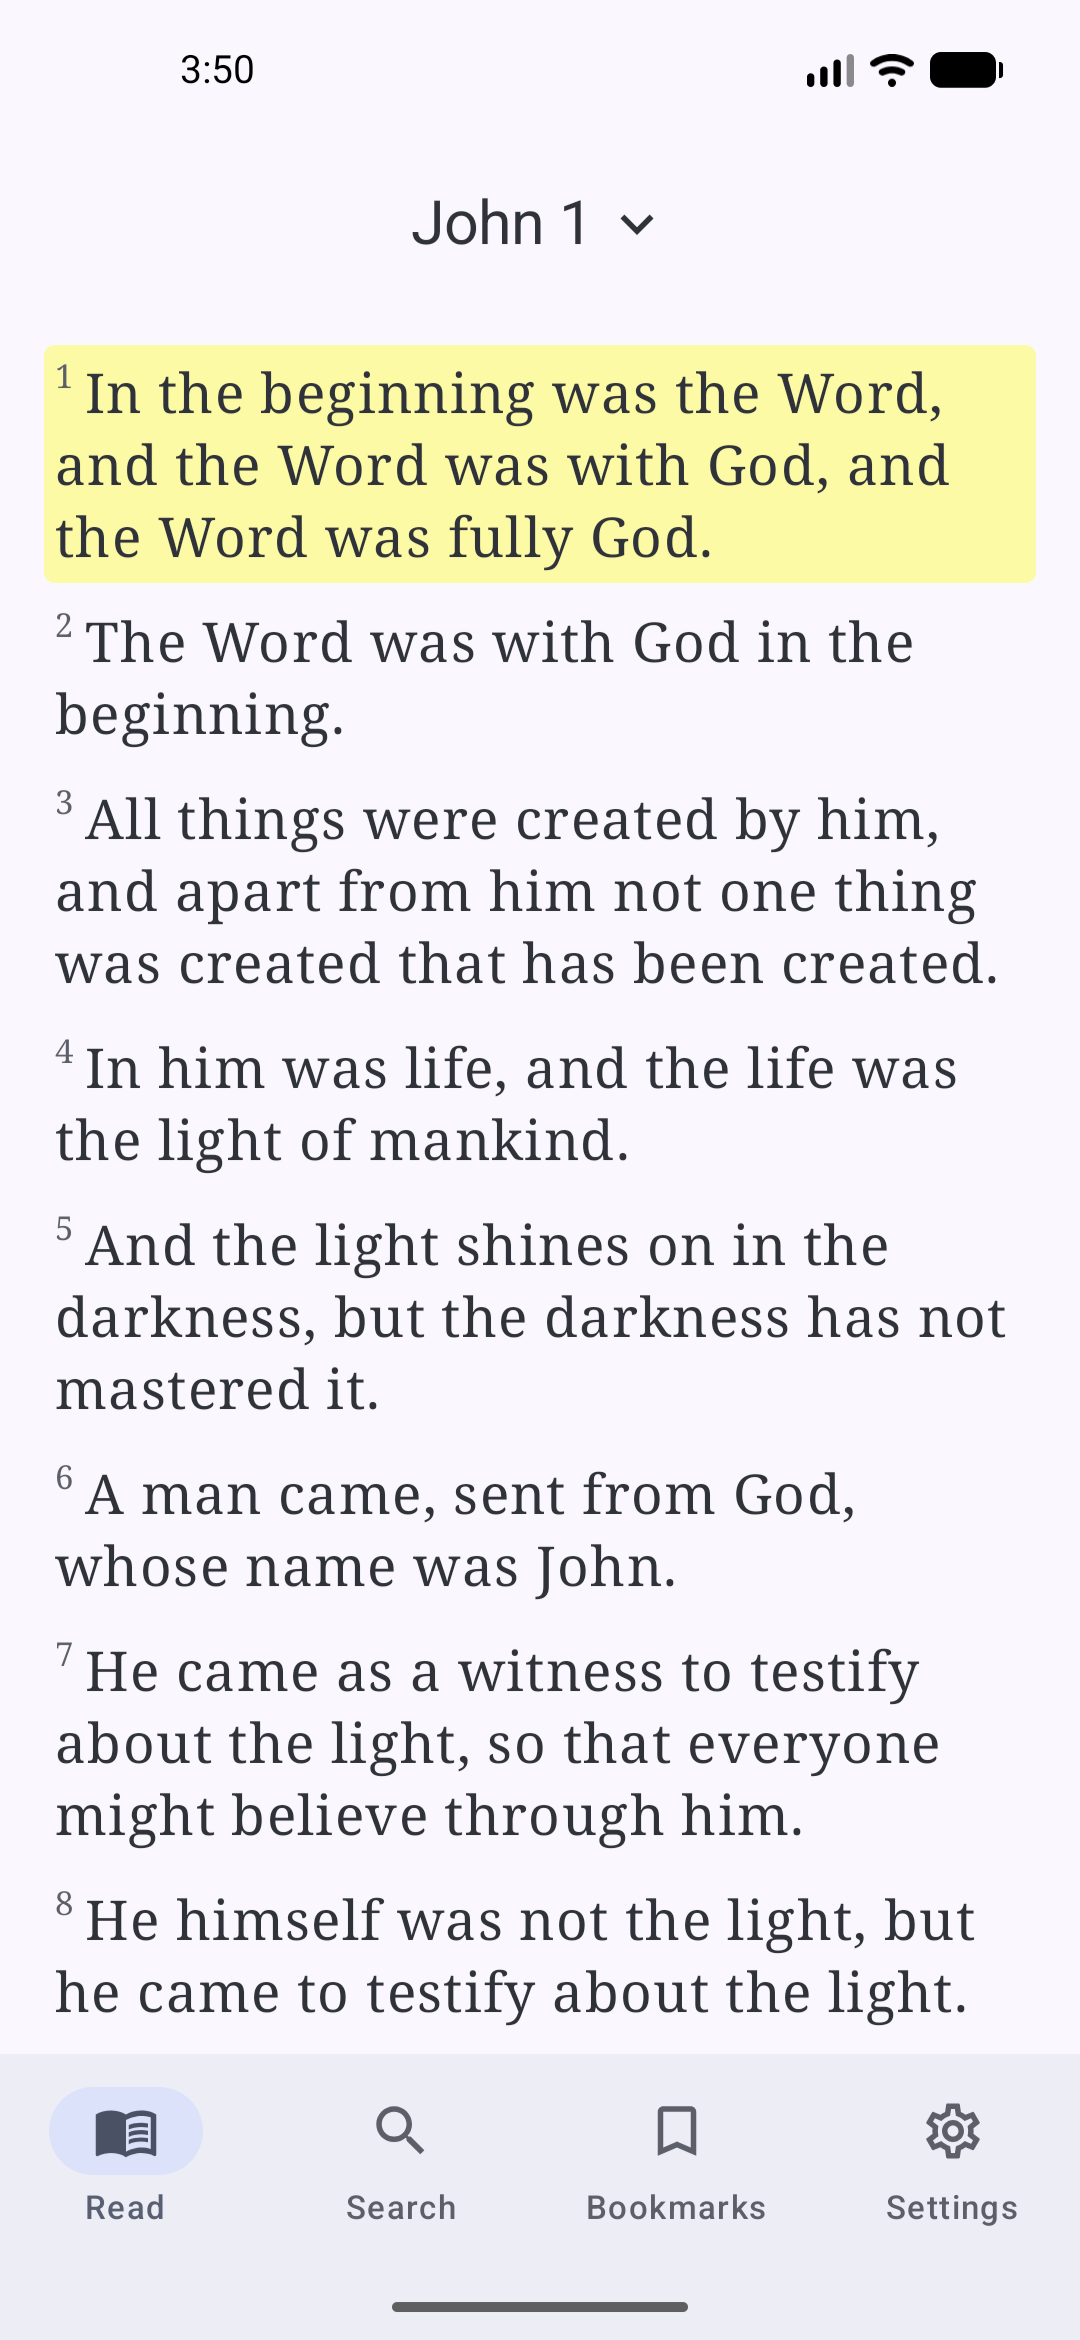 3:50
John 1
1 In the beginning was the Word,
and the Word was with God, and
the Word was fully God.
2 The Word was with God in the
beginning.
3 All things were created by him,
and apart from him not one thing
was created that has been created.
4 In him was life, and the life was
the light of mankind.
5 And the light shines on in the
darkness, but the darkness has not
mastered it.
6 A man came, sent from God,
whose name was John.
7 He came as a witness to testify
about the light, so that everyone
might believe through him.
8 He himself was not the light, but
he came to testify about the light.
Read Search Bookmarks Settings